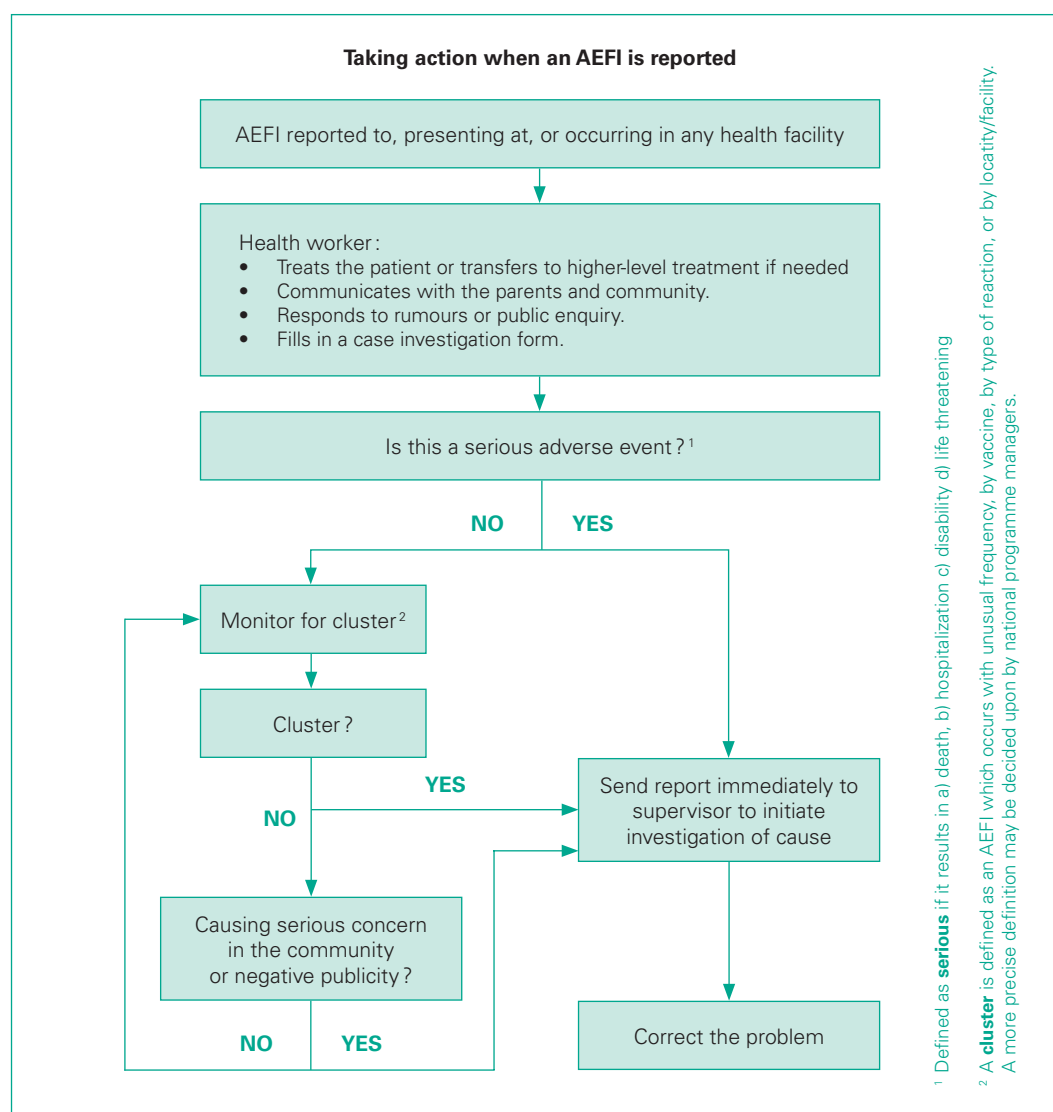 Taking action when an AEFI is reported
AEFI reported to, presenting at, or occurring in any health facility
Health worker :
• Treats the patient or transfers to higher-level treatment if needed
• Communicates with the parents and community.
• Responds to rumours or public enquiry.
• Fills in a case investigation form.
Is this a serious adverse event ? 1
NO YES
Monitor for cluster 2
Cluster ?
YES
NO
Send report immediately to
supervisor to initiate
investigation of cause
Causing serious concern
in the community
or negative publicity ?
NO YES
Correct the problem
1 Defined as serious if it results in a) death, b) hospitalization c) disability d) life threatening
2 A cluster is defined as an AEFI which occurs with unusual frequency, by vaccine, by type of reaction, or by locatity/facility.
A more precise definition may be decided upon by national programme managers.